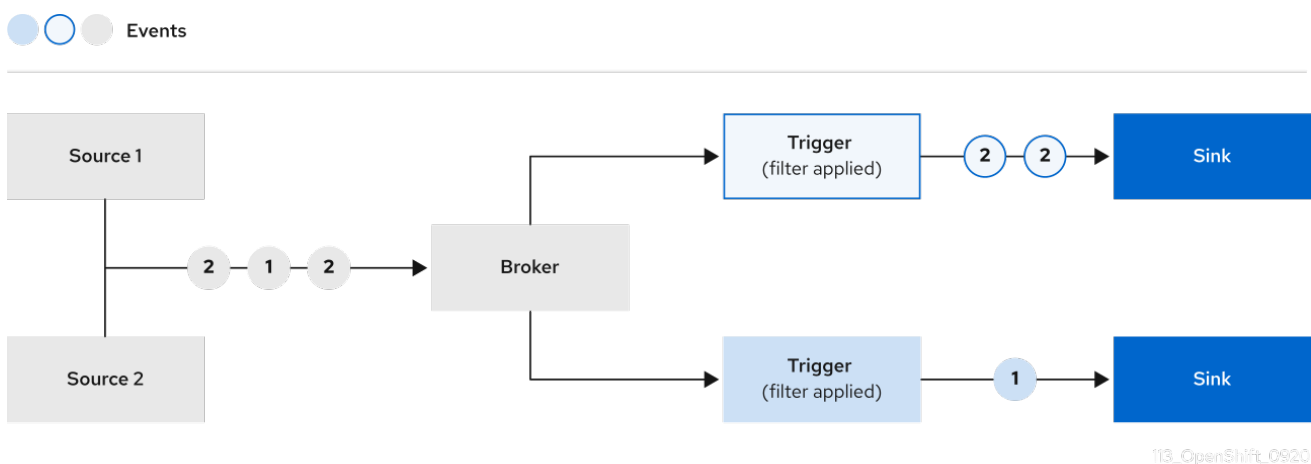 Events
Source 1
Trigger
(filter applied)
2 2
Sink
2 1 2
Broker
Source 2
Trigger
(filter applied)
1
Sink
113_OpenShift_0920